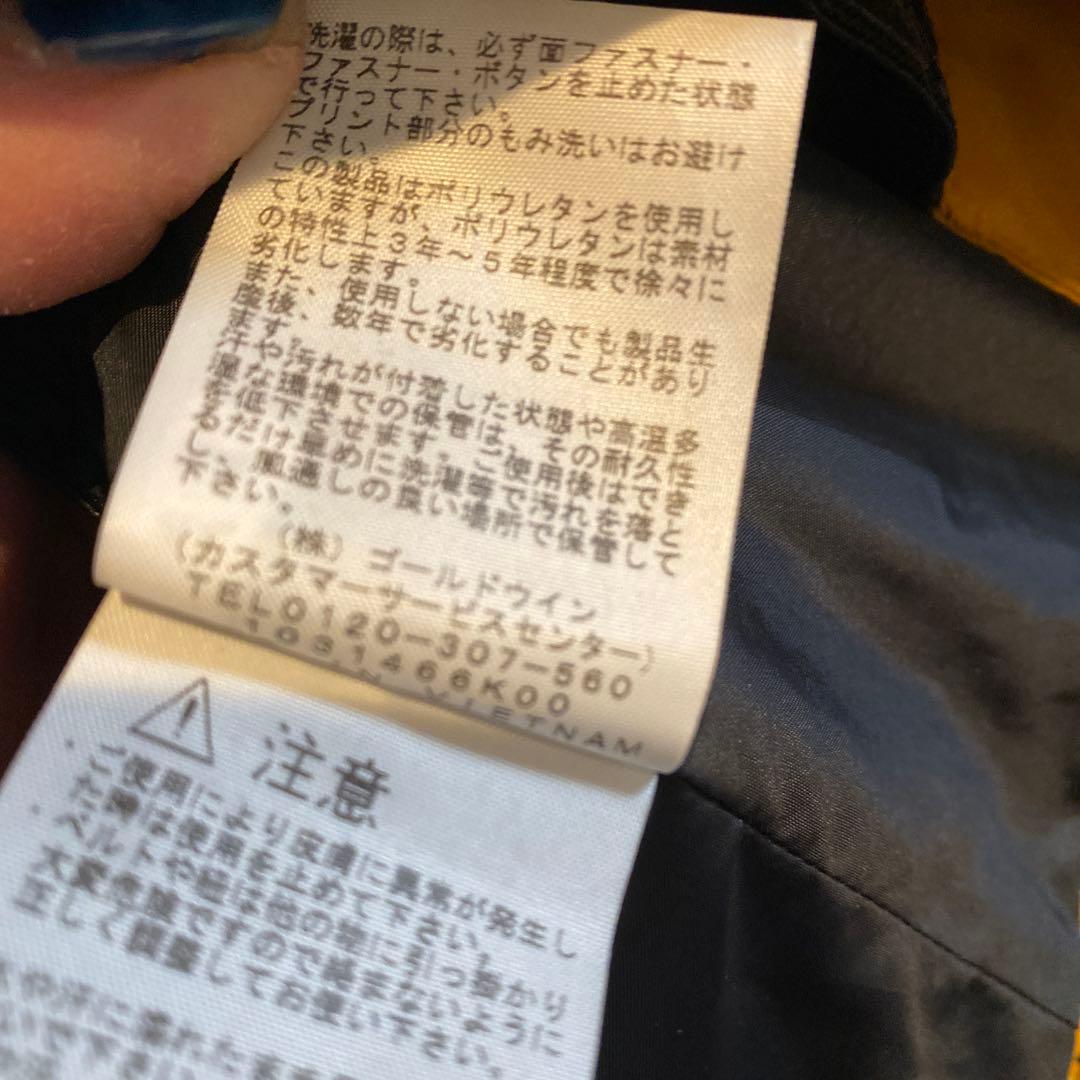 洗濯の際は、必ず面ファスナー・
ファスナー・ボタンを止めた状態
で行って下さい。
プリント部分のもみ洗いはお避け
下さい。
この製品はポリウレタンを使用し
ていますが、ポリウレタンは素材
の特性上3年～5年程度で徐々に
劣化します。
また、使用しない場合でも製品生
産後、数年で劣化することがあり
ます。
汗や汚れが付着した状態や高温多
湿な環境での保管は、その耐久性
を低下させます。ご使用後はできる
だけ早めに洗濯等で汚れを落と
し、風通しの良い場所で保管して
下さい。
(株) ゴールドウイン
(カスタマーサービスセンター)
TEL0120-307-560
103146 6K00
VIETNAM
注意
・ご使用により皮膚に異常が発生し
た時は使用を止めて下さい。
・ベルトや紐は他の物に引っ掛かり
大変危険ですので絡まないように
注して調整してお使い下さい。
や汗に濡れたまま